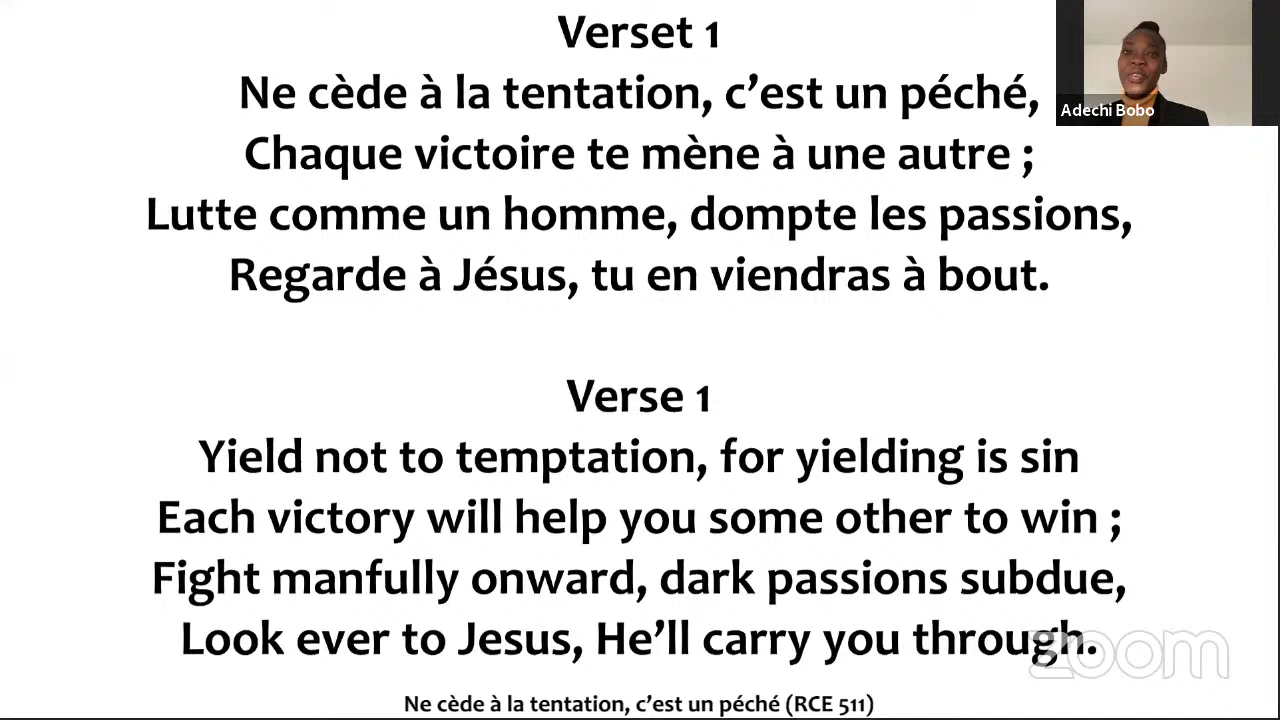 Verset 1
Ne cède à la tentation, c’est un péché,
Chaque victoire te mène à une autre ;
Lutte comme un homme, dompte les passions,
Regarde à Jésus, tu en viendras à bout.
Verse 1
Yield not to temptation, for yielding is sin
Each victory will help you some other to win ;
Fight manfully onward, dark passions subdue,
Look ever to Jesus, He’ll carry you through.
Ne cède à la tentation, c’est un péché (RCE 511)
Adechi Bobo
zoom